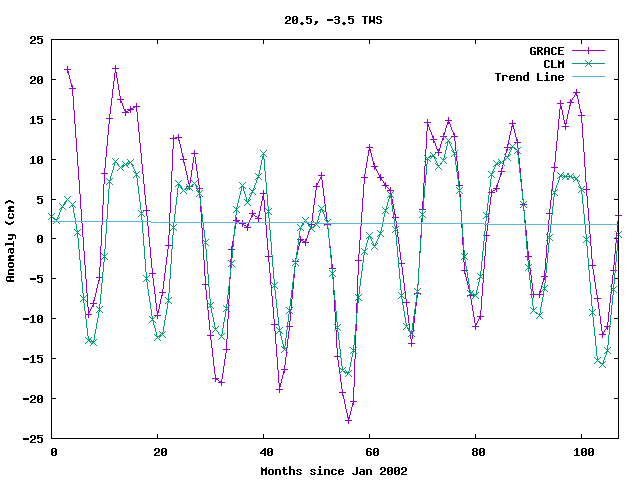 20.5, -3.5 TWS
GRACE
CLM
Trend Line
Anomaly (cm)
25
20
15
10
5
0
-5
-10
-15
-20
-25
0 20 40 60 80 100
Months since Jan 2002